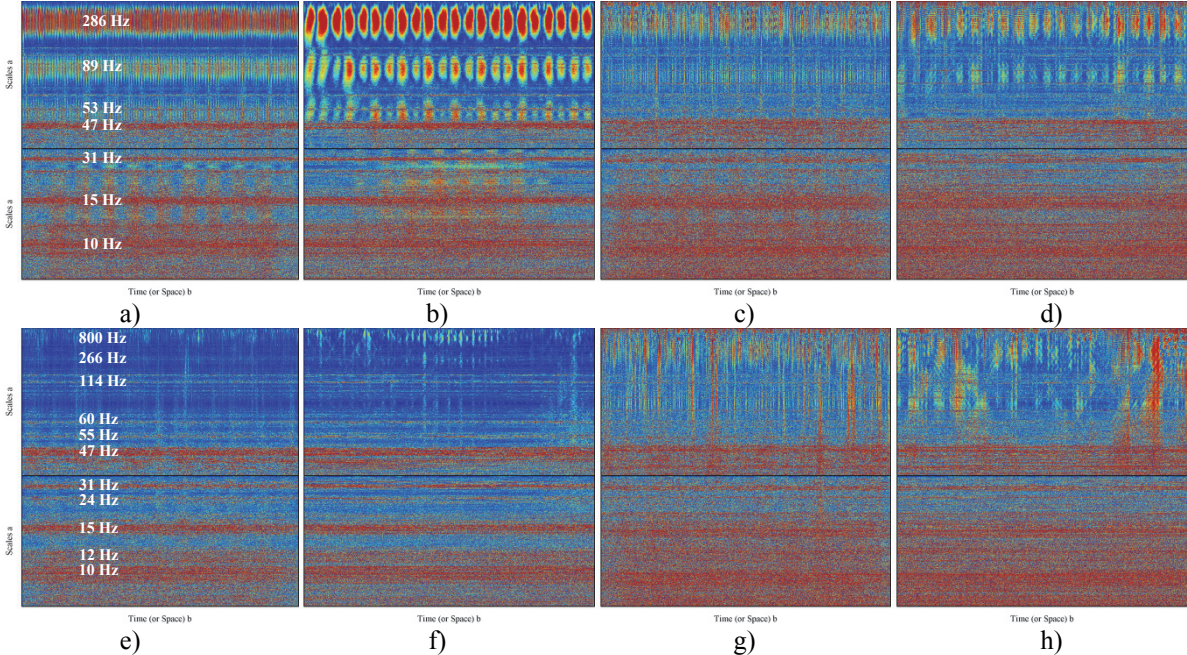 Scales a
286 Hz
89 Hz
53 Hz
47 Hz
Scales a
31 Hz
15 Hz
10 Hz
Time (or Space) b
Time (or Space) b
Time (or Space) b
Time (or Space) b
a)
b)
c)
d)
Scales a
800 Hz
266 Hz
114 Hz
60 Hz
55 Hz
47 Hz
Scales a
31 Hz
24 Hz
15 Hz
12 Hz
10 Hz
Time (or Space) b
Time (or Space) b
Time (or Space) b
Time (or Space) b
e)
f)
g)
h)